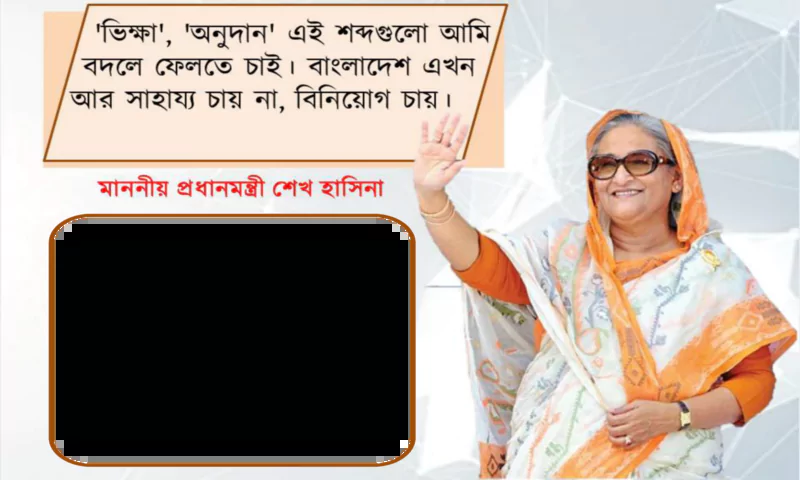 'ভিক্ষা', 'অনুদান' এই শব্দগুলো আমি
বদলে ফেলতে চাই। বাংলাদেশ এখন
আর সাহায্য চায় না, বিনিয়োগ চায়।
মাননীয় প্রধানমন্ত্রী শেখ হাসিনা